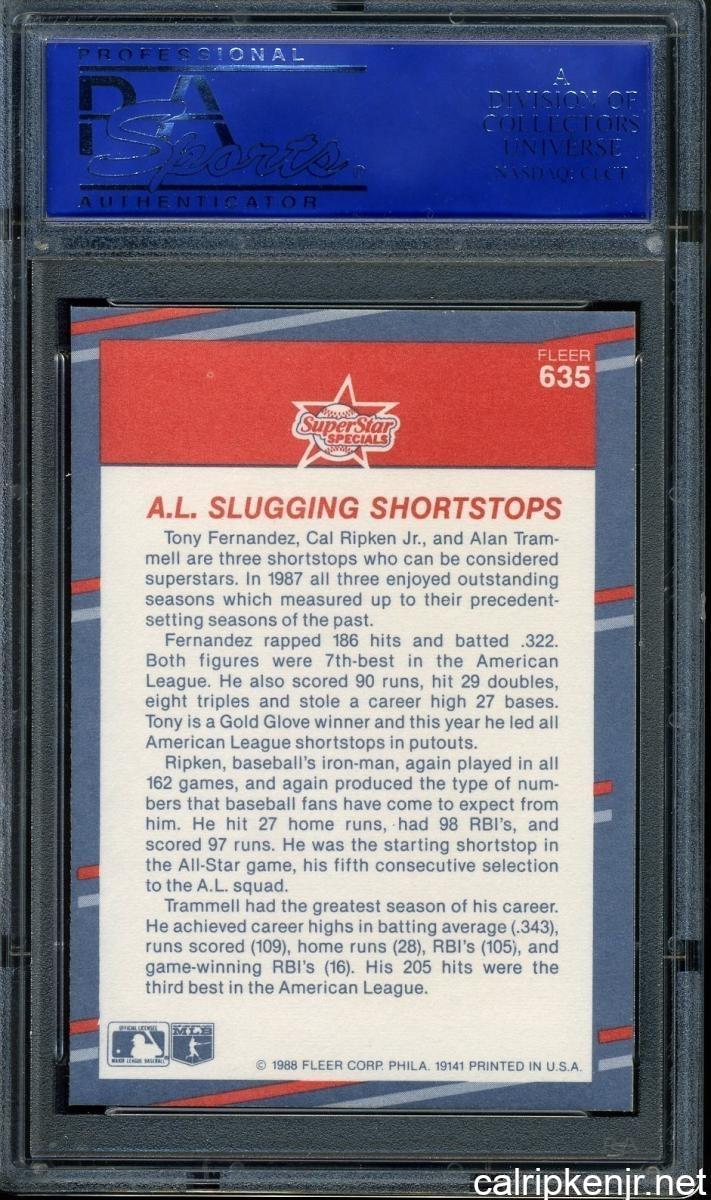 PROFESSIONAL
PSA
Sports
AUTHENTICATOR
A
DIVISION OF
COLLECTORS
UNIVERSE
NASDAQ: CLCT
FLEER
635
SuperStar
SPECIALS
A.L. SLUGGING SHORTSTOPS
Tony Fernandez, Cal Ripken Jr., and Alan Tram-
mell are three shortstops who can be considered
superstars. In 1987 all three enjoyed outstanding
seasons which measured up to their precedent-
setting seasons of the past.
Fernandez rapped 186 hits and batted .322.
Both figures were 7th-best in the American
League. He also scored 90 runs, hit 29 doubles,
eight triples and stole a career high 27 bases.
Tony is a Gold Glove winner and this year he led all
American League shortstops in putouts.
Ripken, baseball's iron-man, again played in all
162 games, and again produced the type of num-
bers that baseball fans have come to expect from
him. He hit 27 home runs, had 98 RBI's, and
scored 97 runs. He was the starting shortstop in
the All-Star game, his fifth consecutive selection
to the A.L. squad.
Trammell had the greatest season of his career.
He achieved career highs in batting average (.343),
runs scored (109), home runs (28), RBI's (105), and
game-winning RBI's (16). His 205 hits were the
third best in the American League.
OFFICIAL LICENSEE
MAJOR LEAGUE BASEBALL
MLB
© 1988 FLEER CORP. PHILA. 19141 PRINTED IN U.S.A.
calripkenjr.net